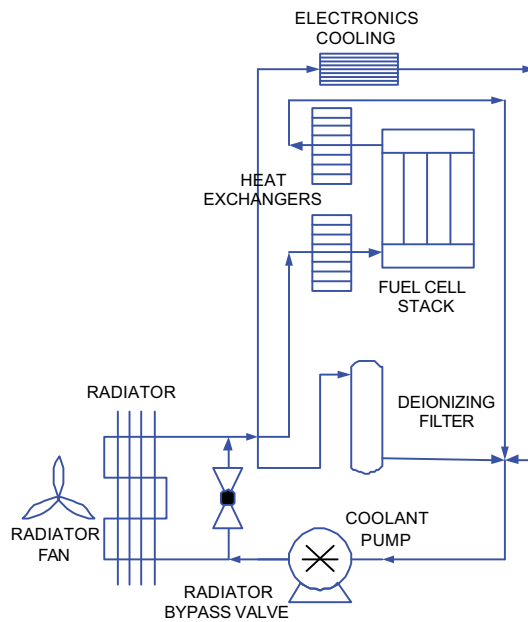 ELECTRONICS
COOLING
HEAT
EXCHANGERS
FUEL CELL
STACK
RADIATOR
DEIONIZING
FILTER
RADIATOR
FAN
COOLANT
PUMP
RADIATOR
BYPASS VALVE